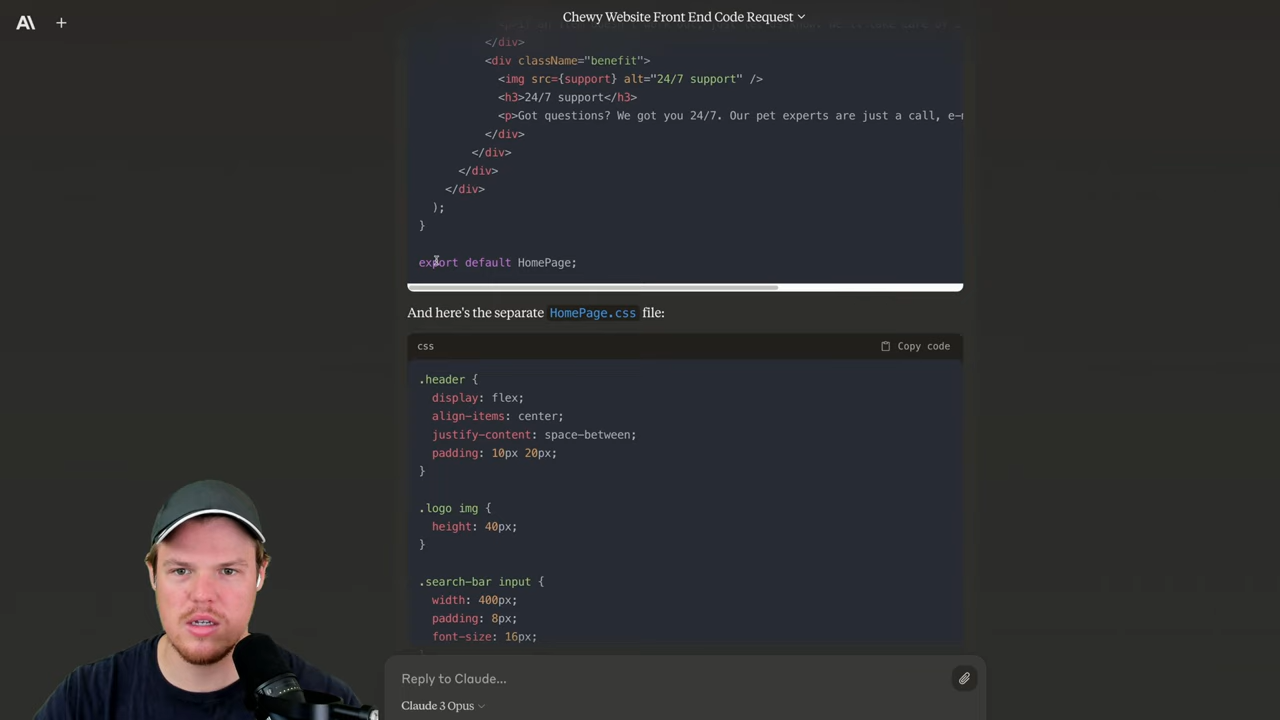 Chewy Website Front End Code Request
</div>
<div className="benefit">
<img src={support} alt="24/7 support" />
<h3>24/7 support</h3>
<p>Got questions? We got you 24/7. Our pet experts are just a call, e-m
</div>
</div>
</div>
</div>
);
}
export default HomePage;
And here's the separate HomePage.css file:
css
Copy code
.header {
display: flex;
align-items: center;
justify-content: space-between;
padding: 10px 20px;
}
.logo img {
height: 40px;
}
.search-bar input {
width: 400px;
padding: 8px;
font-size: 16px;
Reply to Claude...
Claude 3 Opus